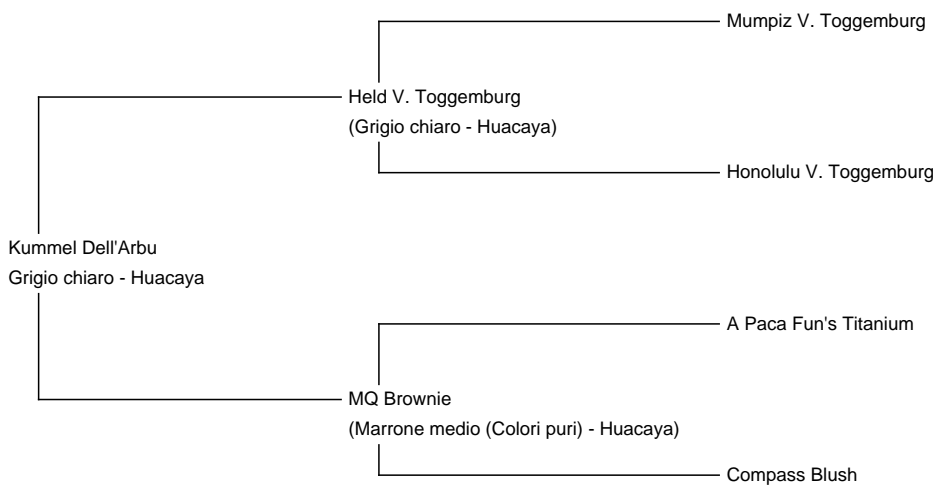 Mumpiz V. Toggemburg
Held V. Toggemburg
(Grigio chiaro - Huacaya)
Honolulu V. Toggemburg
Kummel Dell'Arbu
Grigio chiaro - Huacaya
A Paca Fun's Titanium
MQ Brownie
(Marrone medio (Colori puri) - Huacaya)
Compass Blush